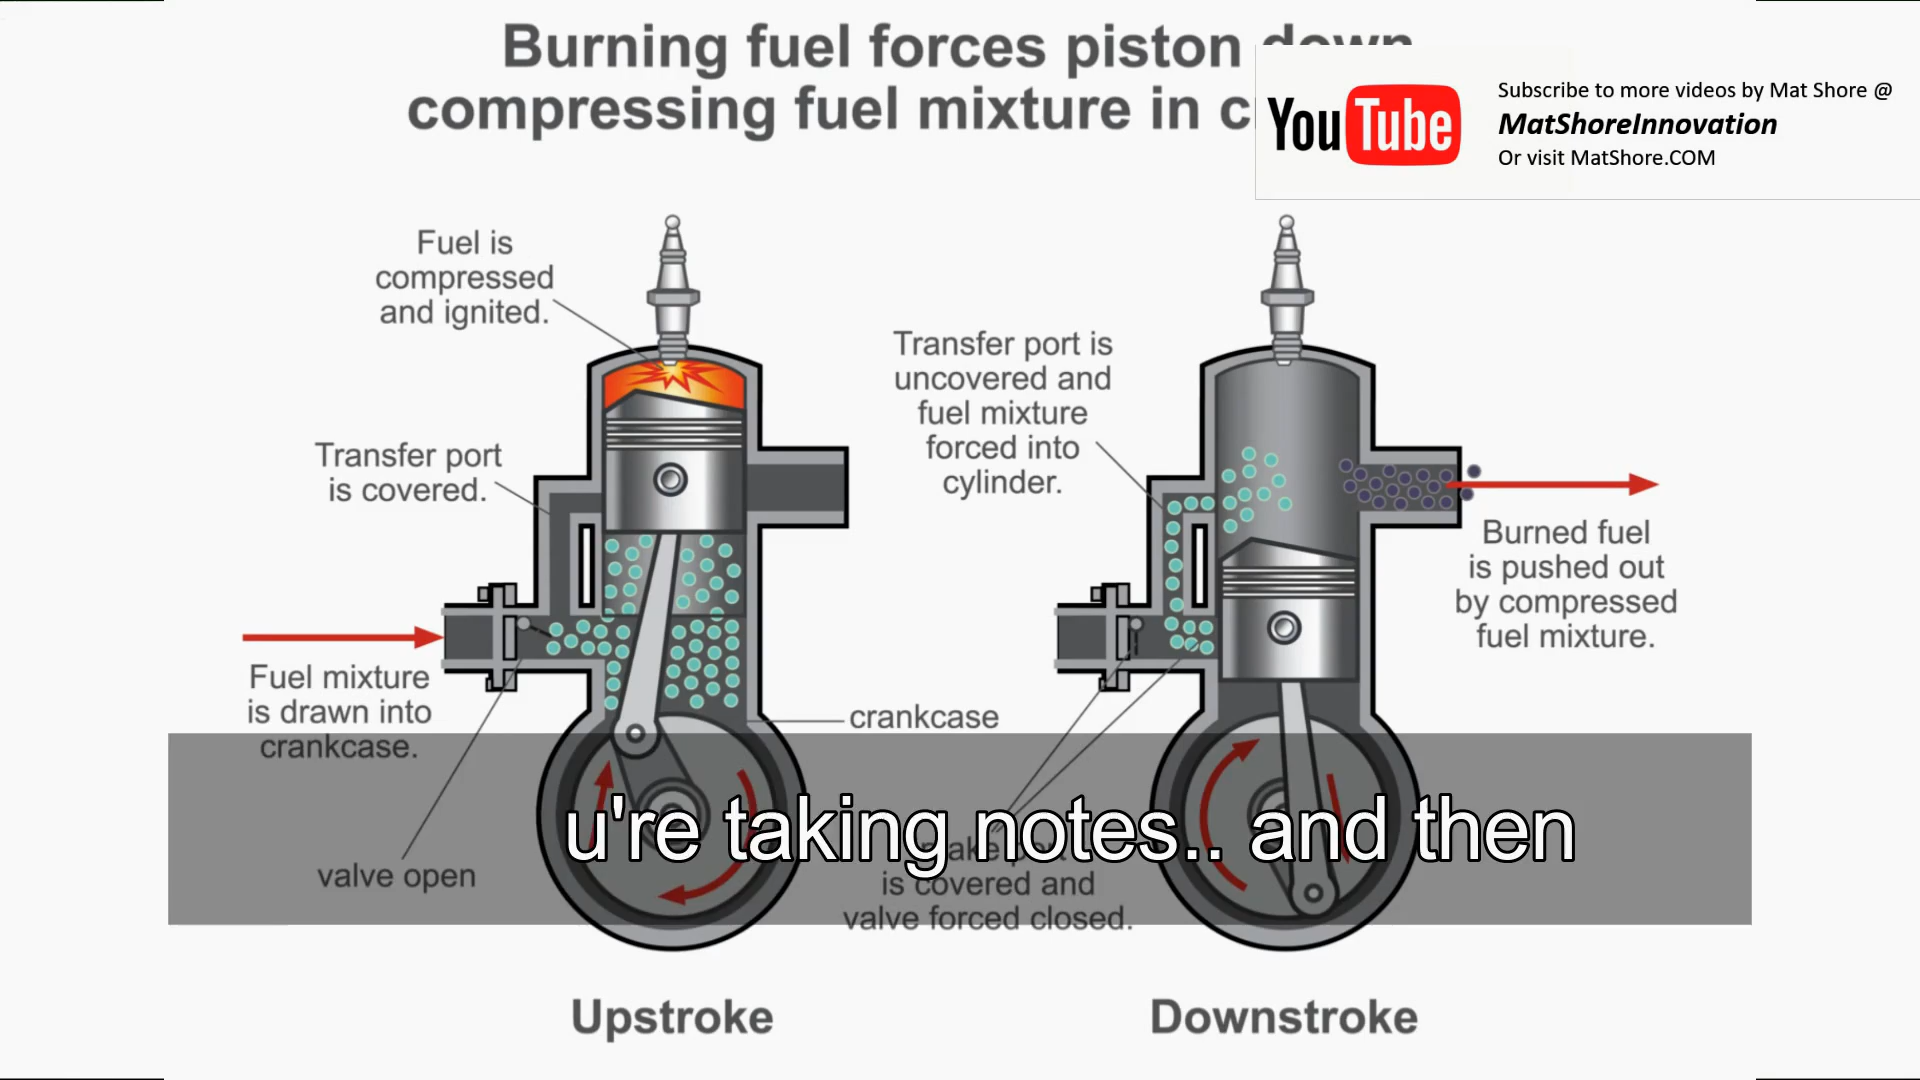 Burning fuel forces piston down
compressing fuel mixture in
YouTube
Subscribe to more videos by Mat Shore @
MatShoreInnovation
Or visit MatShore.COM
Fuel is
compressed
and ignited.
Transfer port
is covered.
Fuel mixture
is drawn into
crankcase.
valve open
crankcase
Transfer port is
uncovered and
fuel mixture
forced into
cylinder.
Burned fuel
is pushed out
by compressed
fuel mixture.
port
is covered and
valve forced closed.
u're taking notes.. and then
Upstroke
Downstroke